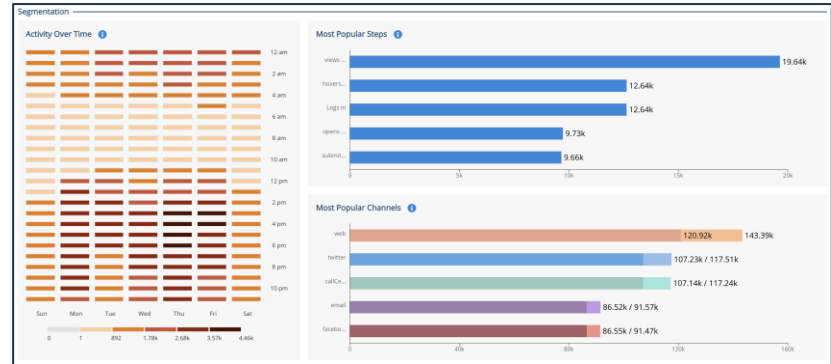 Segmentation
Activity Over Time
12 am
2 am
4 am
6 am
8 am
10 am
12 pm
2 pm
4 pm
6 pm
8 pm
10 pm
Sun Mon Tue Wed Thu Fri Sat
0 1 892 1.78k 2.68k 3.57k 4.46k
Most Popular Steps
views ... 19.64k
hovers... 12.64k
Logs in 12.64k
opens ... 9.73k
submit... 9.66k
0 5k 10k 15k 20k
Most Popular Channels
web 120.92k 143.39k
twitter 107.23k / 117.51k
callCe... 107.14k / 117.24k
email 86.52k / 91.57k
facebo... 86.55k / 91.47k
0 40k 80k 120k 160k